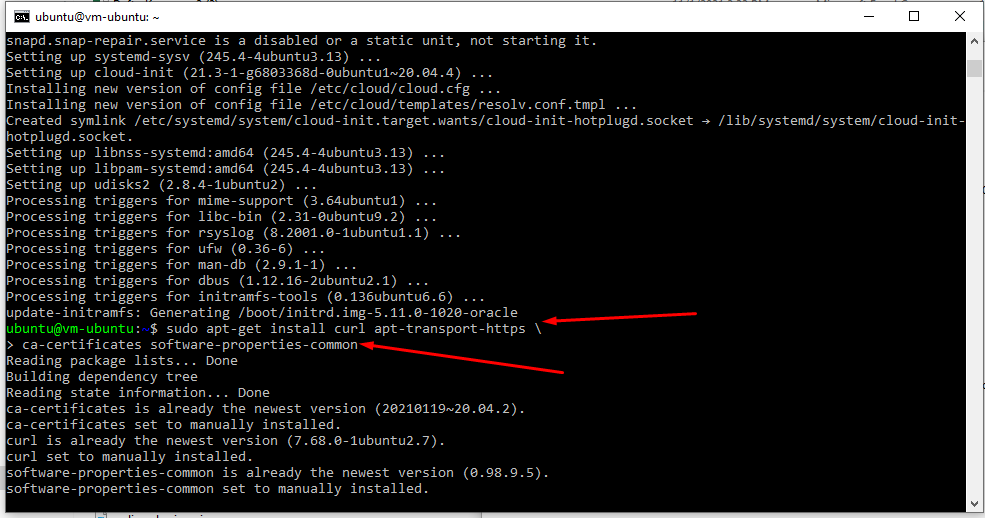 ubuntu@vm-ubuntu: ~
snapd.snap-repair.service is a disabled or a static unit, not starting it.
Setting up systemd-sysv (245.4-4ubuntu3.13) ...
Setting up cloud-init (21.3-1-g6803368d-0ubuntu1~20.04.4) ...
Installing new version of config file /etc/cloud/cloud.cfg ...
Installing new version of config file /etc/cloud/templates/resolv.conf.tmpl ...
Created symlink /etc/systemd/system/cloud-init.target.wants/cloud-init-hotplugd.socket → /lib/systemd/system/cloud-init-
hotplugd.socket.
Setting up libnss-systemd:amd64 (245.4-4ubuntu3.13) ...
Setting up libpam-systemd:amd64 (245.4-4ubuntu3.13) ...
Setting up udisks2 (2.8.4-1ubuntu2) ...
Processing triggers for mime-support (3.64ubuntu1) ...
Processing triggers for libc-bin (2.31-0ubuntu9.2) ...
Processing triggers for rsyslog (8.2001.0-1ubuntu1.1) ...
Processing triggers for ufw (0.36-6) ...
Processing triggers for man-db (2.9.1-1) ...
Processing triggers for dbus (1.12.16-2ubuntu2.1) ...
Processing triggers for initramfs-tools (0.136ubuntu6.6) ...
update-initramfs: Generating /boot/initrd.img-5.11.0-1020-oracle
ubuntu@vm-ubuntu:~$ sudo apt-get install curl apt-transport-https \
> ca-certificates software-properties-common
Reading package lists... Done
Building dependency tree
Reading state information... Done
ca-certificates is already the newest version (20210119~20.04.2).
ca-certificates set to manually installed.
curl is already the newest version (7.68.0-1ubuntu2.7).
curl set to manually installed.
software-properties-common is already the newest version (0.98.9.5).
software-properties-common set to manually installed.